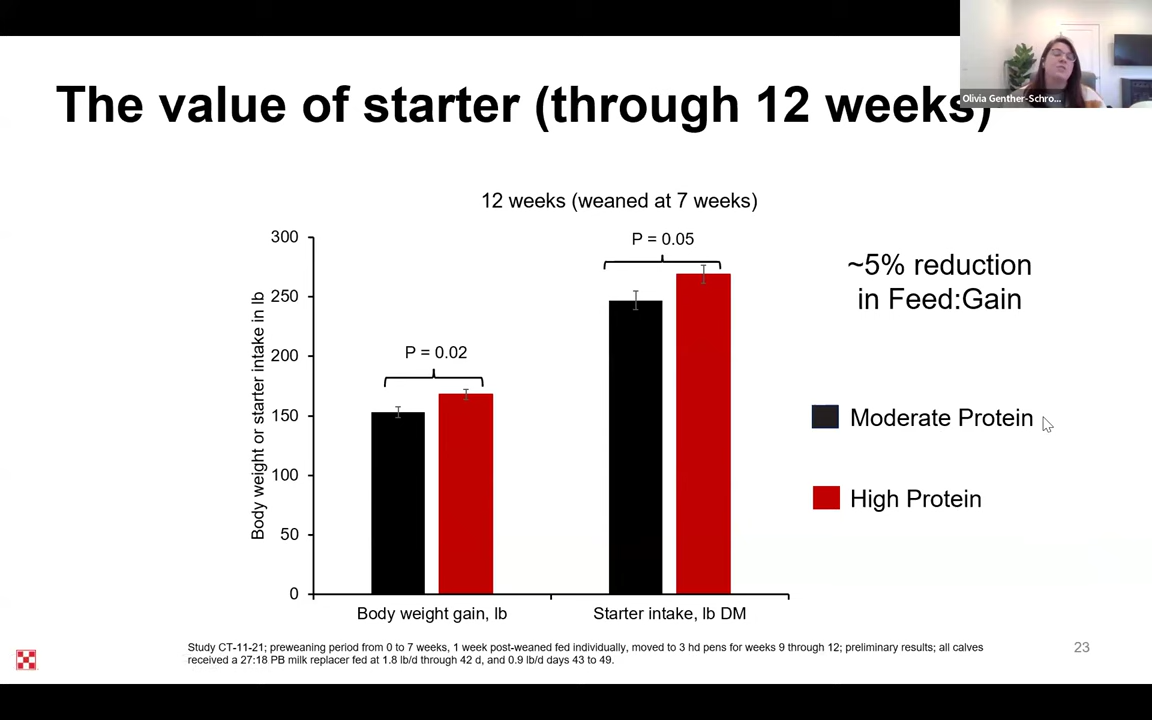 The value of starter (through 12 weeks)
Olivia Genther-Schro...
12 weeks (weaned at 7 weeks)
300
250
200
150
100
50
0
Body weight or starter intake in lb
P = 0.02
P = 0.05
Body weight gain, lb
Starter intake, lb DM
~5% reduction
in Feed:Gain
Moderate Protein
High Protein
Study CT-11-21; preweaning period from 0 to 7 weeks, 1 week post-weaned fed individually, moved to 3 hd pens for weeks 9 through 12; preliminary results; all calves
received a 27:18 PB milk replacer fed at 1.8 lb/d through 42 d, and 0.9 lb/d days 43 to 49.
23